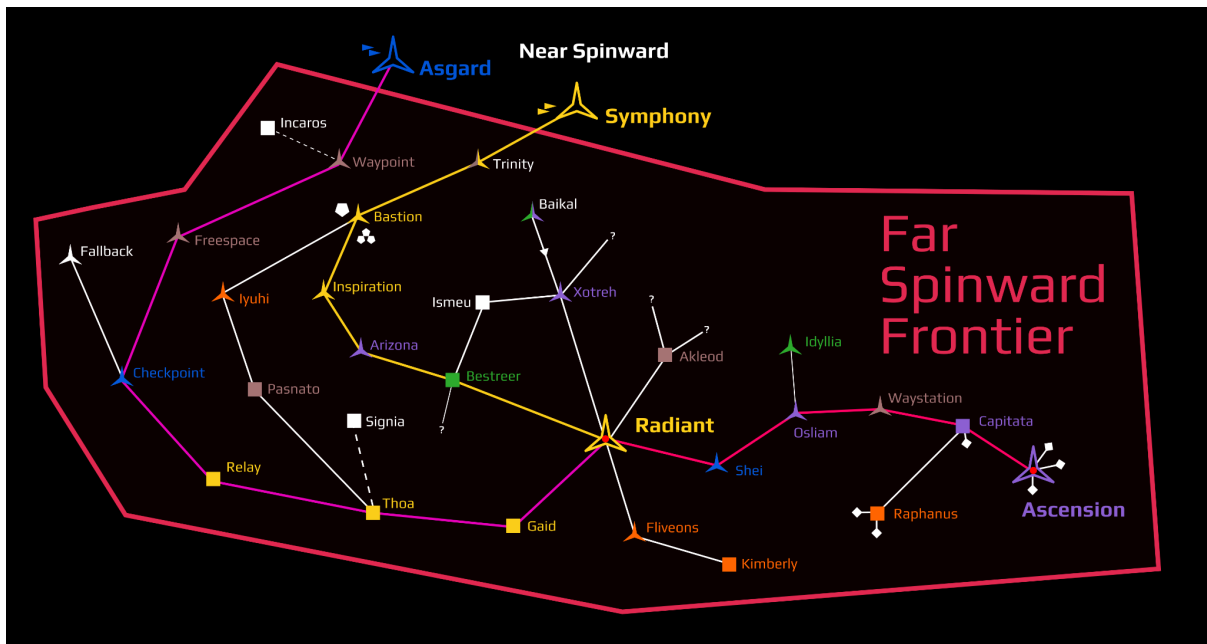 Near Spinward
Asgard
Symphony
Incaros
Waypoint
Trinity
Baikal
Bastion
Far
Spinward
Frontier
Freespace
?
Fallback
Inspiration
Xotreh
Iyuhi
Ismeu
?
?
Arizona
Idyllia
Akleod
Checkpoint
Bestreer
Pasnato
Waystation
Signia
Capitata
Radiant
?
Osliam
Relay
Shei
Thoa
Ascension
Raphanus
Gaid
Fliveons
Kimberly